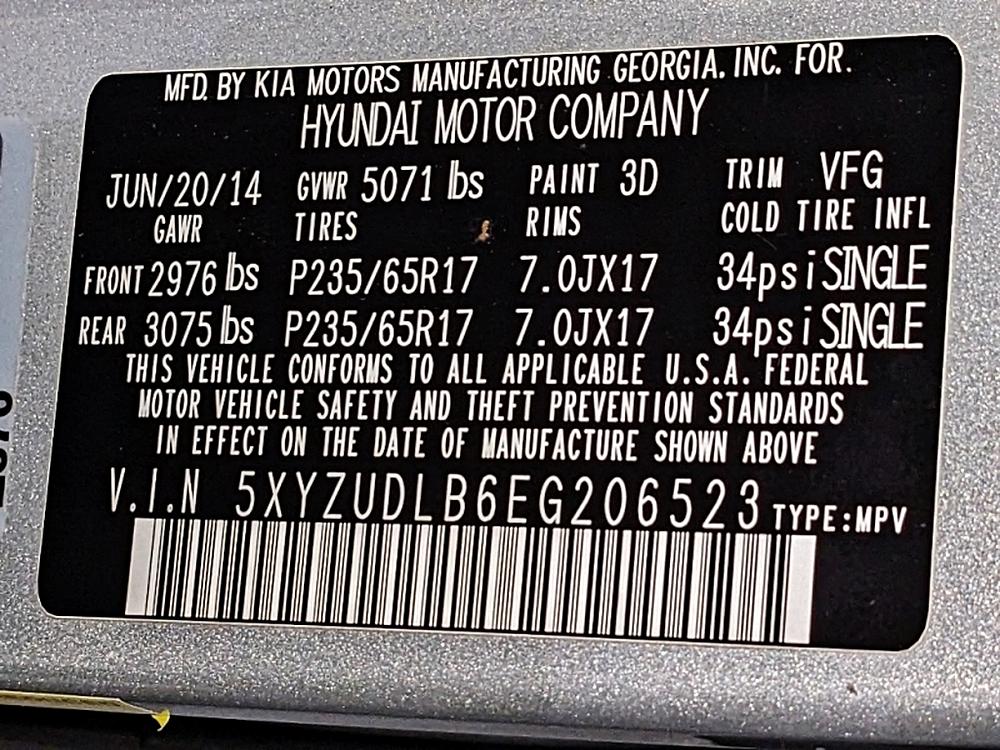 MFD. BY KIA MOTORS MANUFACTURING GEORGIA. INC. FOR.
HYUNDAI MOTOR COMPANY
JUN/20/14 GVWR 5071 lbs PAINT 3D TRIM VFG
GAWR TIRES RIMS COLD TIRE INFL
FRONT 2976 lbs P235/65R17 7.0JX17 34psi SINGLE
REAR 3075 lbs P235/65R17 7.0JX17 34psi SINGLE
THIS VEHICLE CONFORMS TO ALL APPLICABLE U.S.A. FEDERAL
MOTOR VEHICLE SAFETY AND THEFT PREVENTION STANDARDS
IN EFFECT ON THE DATE OF MANUFACTURE SHOWN ABOVE
V.I.N 5XYZUDLB6EG206523 TYPE:MPV